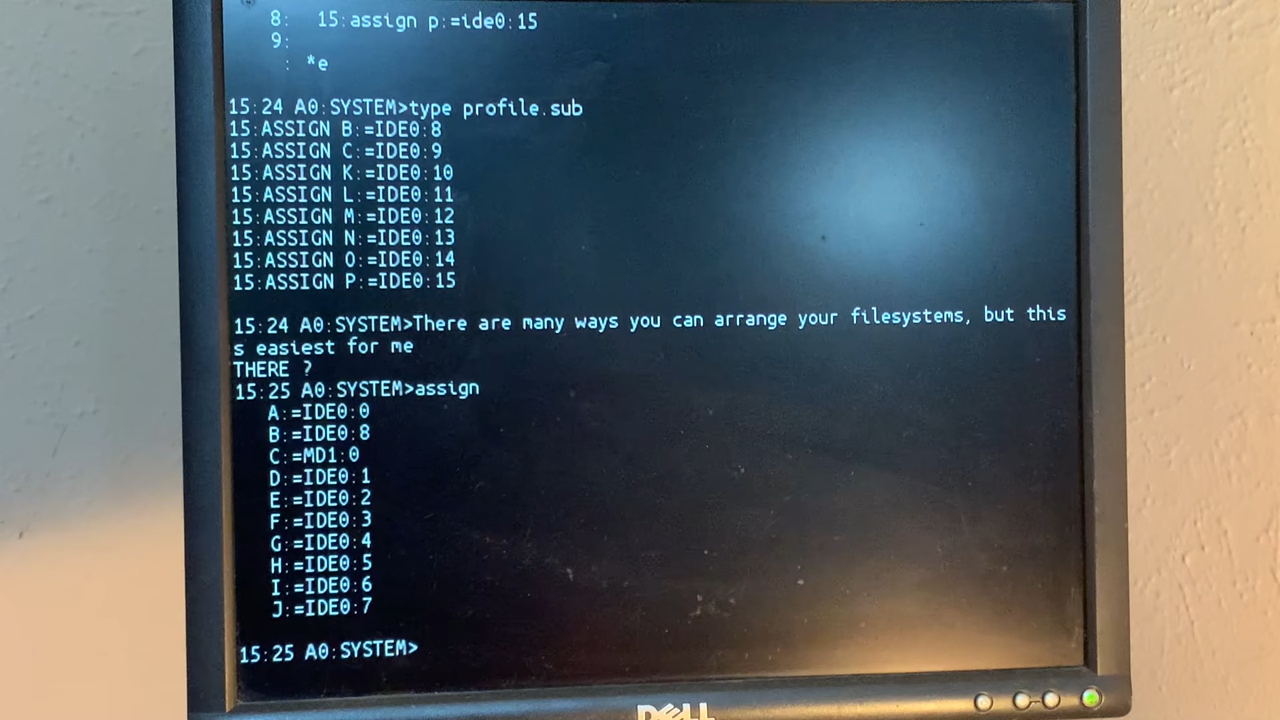 8:  15:assign p:=ide0:15
9:
: *e
15:24 A0:SYSTEM>type profile.sub
15:ASSIGN B:=IDE0:8
15:ASSIGN C:=IDE0:9
15:ASSIGN K:=IDE0:10
15:ASSIGN L:=IDE0:11
15:ASSIGN M:=IDE0:12
15:ASSIGN N:=IDE0:13
15:ASSIGN O:=IDE0:14
15:ASSIGN P:=IDE0:15
15:24 A0:SYSTEM>There are many ways you can arrange your filesystems, but this
s easiest for me
THERE ?
15:25 A0:SYSTEM>assign
A:=IDE0:0
B:=IDE0:8
C:=MD1:0
D:=IDE0:1
E:=IDE0:2
F:=IDE0:3
G:=IDE0:4
H:=IDE0:5
I:=IDE0:6
J:=IDE0:7
15:25 A0:SYSTEM>
DELL